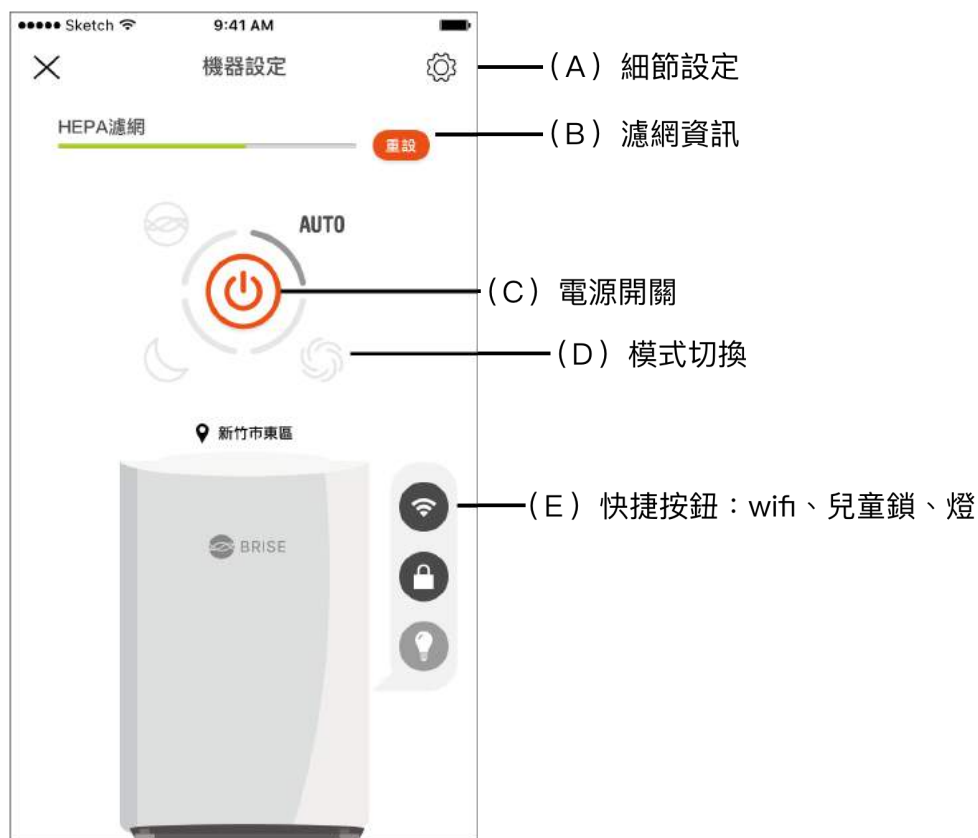 Sketch 9:41 AM
機器設定
(A) 細節設定
HEPA濾網
重設
(B) 濾網資訊
AUTO
(C) 電源開關
(D) 模式切換
新竹市東區
(E) 快捷按鈕：wifi、兒童鎖、燈
BRISE